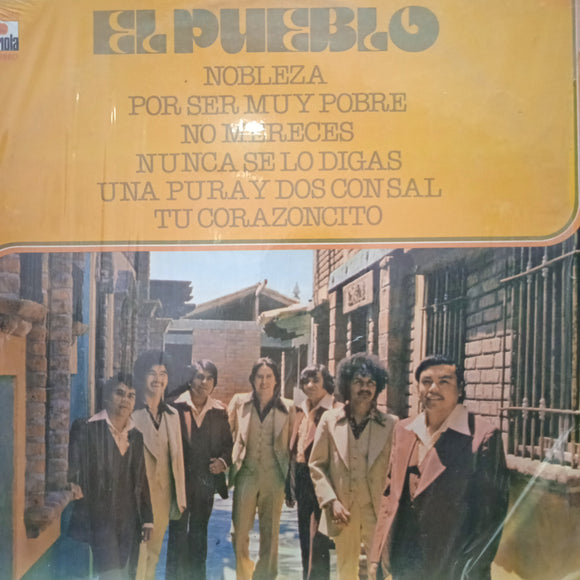 EL PUEBLO
NOBLEZA
POR SER MUY POBRE
NO MERECES
NUNCA SE LO DIGAS
UNA PURA Y DOS CON SAL
TU CORAZONCITO